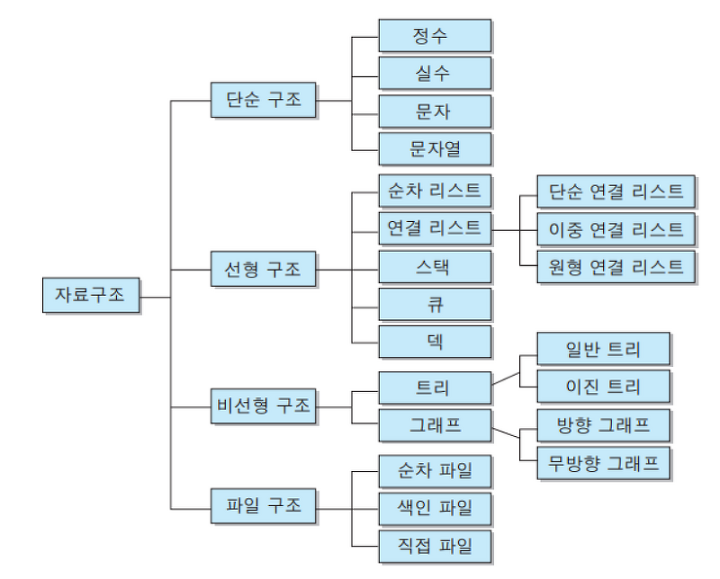 자료구조
단순 구조
정수
실수
문자
문자열
선형 구조
순차 리스트
연결 리스트
단순 연결 리스트
이중 연결 리스트
원형 연결 리스트
스택
큐
덱
비선형 구조
트리
일반 트리
이진 트리
그래프
방향 그래프
무방향 그래프
파일 구조
순차 파일
색인 파일
직접 파일